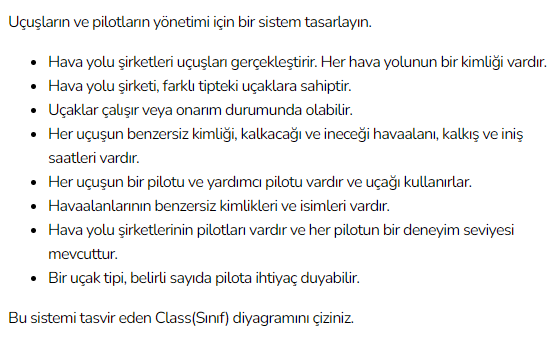 Uçuşların ve pilotların yönetimi için bir sistem tasarlayın.
• Hava yolu şirketleri uçuşları gerçekleştirir. Her hava yolunun bir kimliği vardır.
• Hava yolu şirketi, farklı tipteki uçaklara sahiptir.
• Uçaklar çalışır veya onarım durumunda olabilir.
• Her uçuşun benzersiz kimliği, kalkacağı ve ineceği havaalanı, kalkış ve iniş
saatleri vardır.
• Her uçuşun bir pilotu ve yardımcı pilotu vardır ve uçağı kullanırlar.
• Havaalanlarının benzersiz kimlikleri ve isimleri vardır.
• Hava yolu şirketlerinin pilotları vardır ve her pilotun bir deneyim seviyesi
mevcuttur.
• Bir uçak tipi, belirli sayıda pilota ihtiyaç duyabilir.
Bu sistemi tasvir eden Class(Sınıf) diyagramını çiziniz.